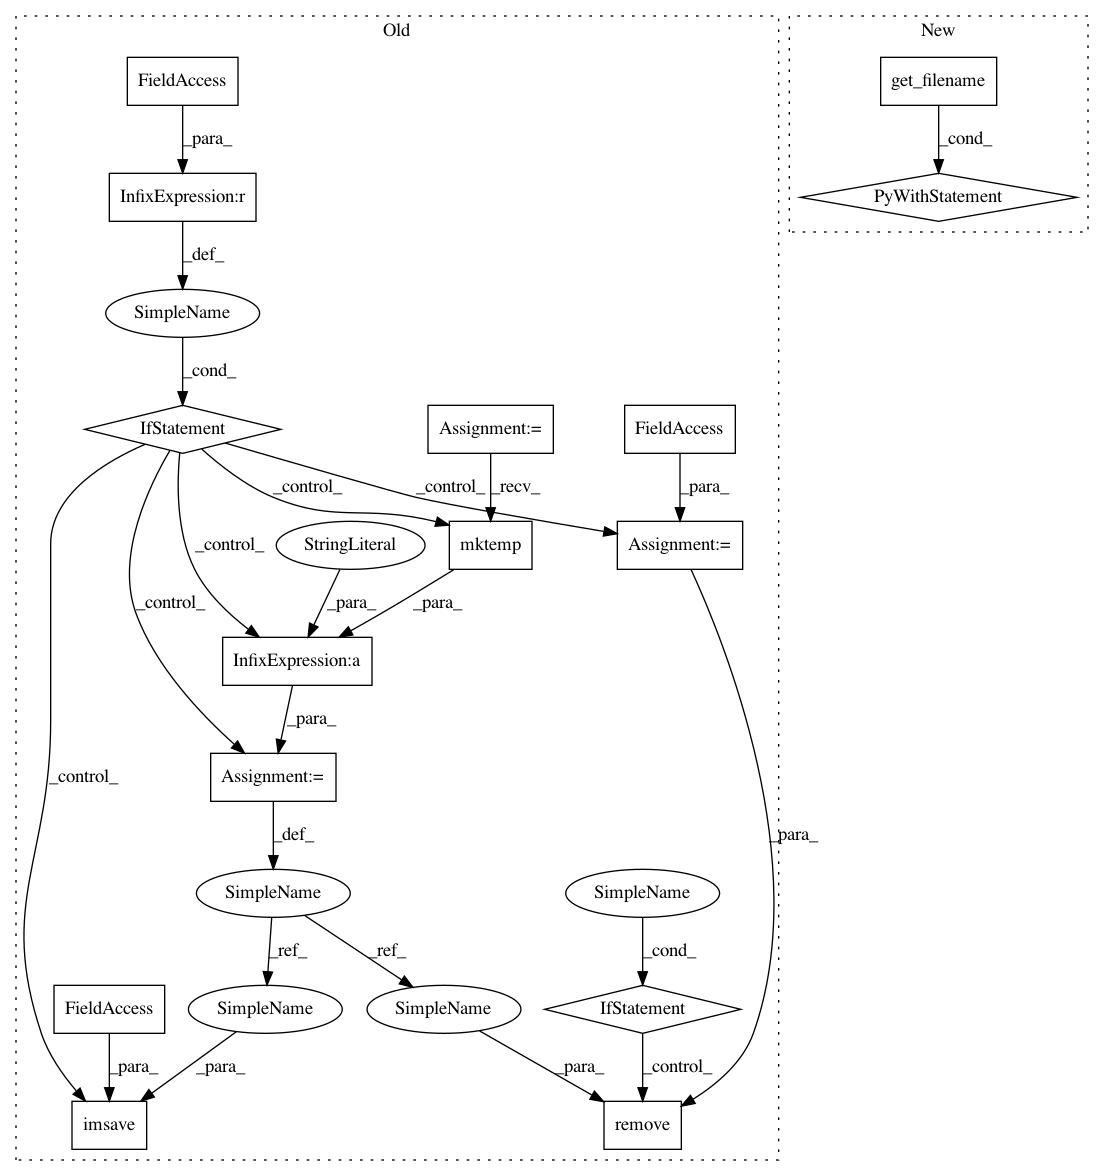 Old
New
FieldAccess
get_filename
_para_
_cond_
InfixExpression:r
PyWithStatement
_def_
SimpleName
_cond_
IfStatement
Assignment:=
FieldAccess
_control_
_control_
_recv_
_para_
_control_
StringLiteral
mktemp
Assignment:=
_control_
_para_
_para_
InfixExpression:a
_para_
_control_
Assignment:=
_para_
_def_
SimpleName
SimpleName
_ref_
_ref_
_cond_
FieldAccess
SimpleName
SimpleName
IfStatement
_para_
_para_
_para_
_control_
imsave
remove